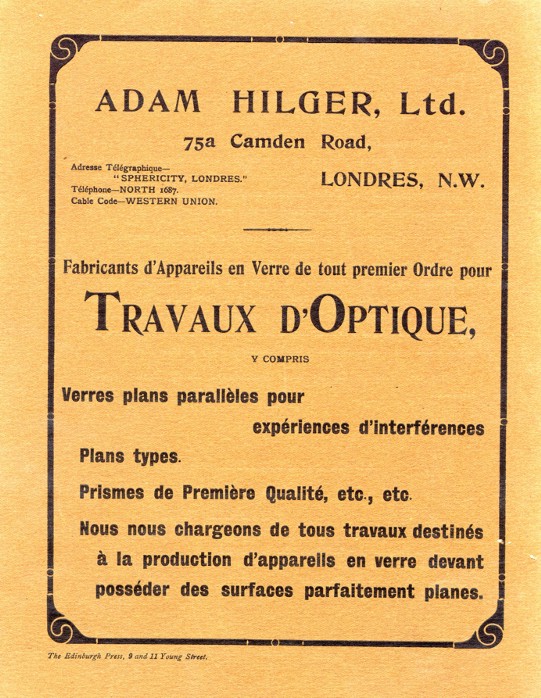 ADAM HILGER, Ltd.
75a Camden Road,
Adresse Télégraphique—
"SPHERICITY, LONDRES."
Téléphone—NORTH 1687.
Cable Code—WESTERN UNION.
LONDRES, N.W.
Fabricants d'Appareils en Verre de tout premier Ordre pour
TRAVAUX D'OPTIQUE,
Y COMPRIS
Verres plans parallèles pour
expériences d'interférences
Plans types.
Prismes de Première Qualité, etc., etc.
Nous nous chargeons de tous travaux destinés
à la production d'appareils en verre devant
posséder des surfaces parfaitement planes.
The Edinburgh Press, 9 and 11 Young Street.